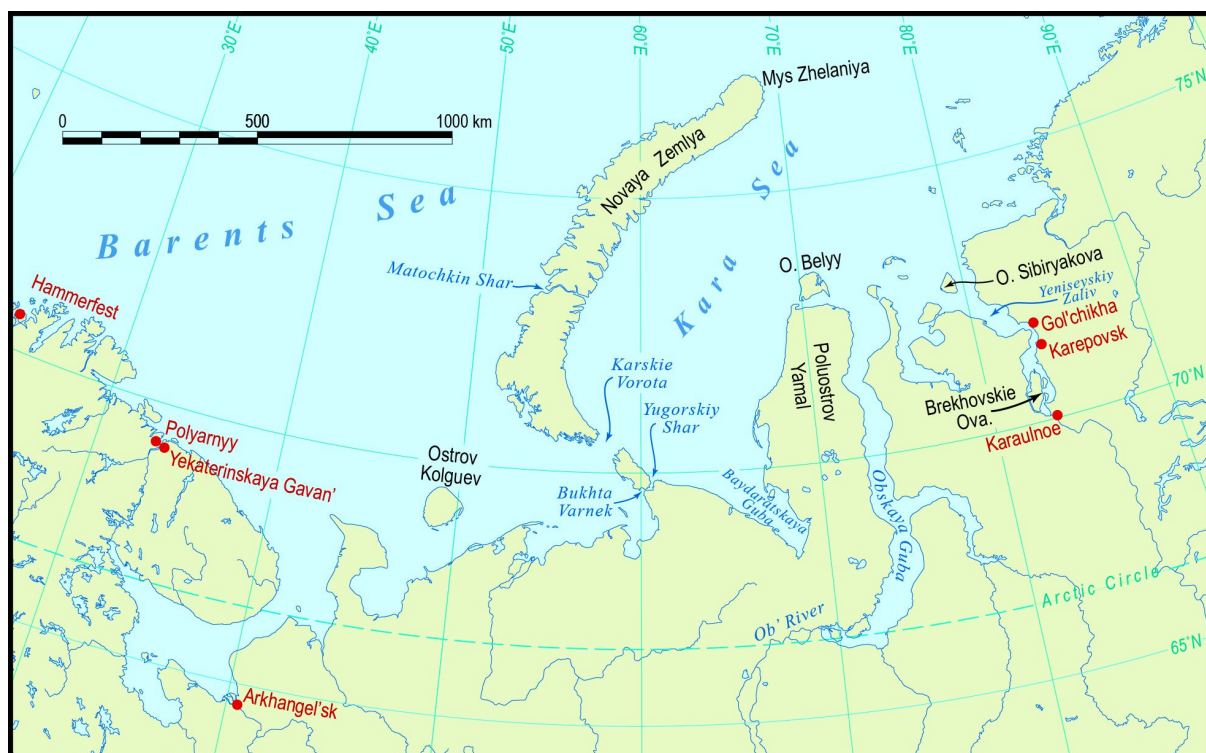 30°E
40°E
50°E
60°E
70°E
80°E
90°E
75°N
Mys Zhelaniya
0 500 1000 km
Novaya Zemlya
Barents Sea
Kara Sea
Matochkin Shar
O. Belyy
O. Sibiryakova
Yeniseyskiy
Zaliv
Hammerfest
Gol'chikha
Karepovsk
Karskie
Vorota
Poluostrov
Yamal
Yugorskiy
Shar
70°N
Brekhovskie
Ova.
Karaulnoe
Polyarnyy
Yekaterinskaya Gavan'
Ostrov
Kolguev
Bukhta
Varnek
Baydaratskaya
Guba
Obskaya Guba
Arctic Circle
Ob' River
65°N
Arkhangel'sk